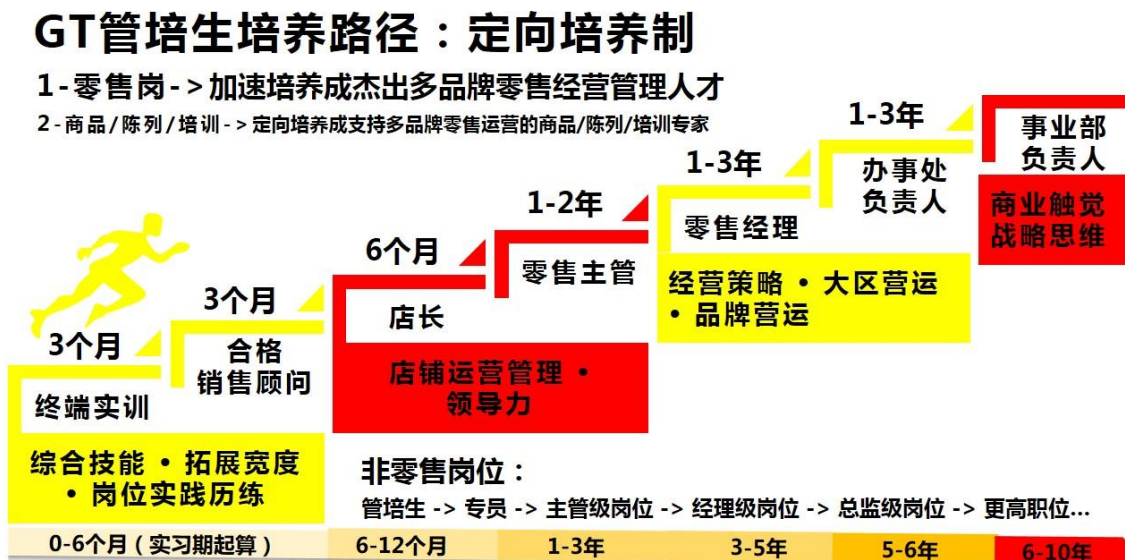 GT管培生培养路径：定向培养制
1-零售岗->加速培养成杰出多品牌零售经营管理人才
2-商品/陈列/培训->定向培养成支持多品牌零售运营的商品/陈列/培训专家
3个月
终端实训
3个月
合格
销售顾问
综合技能 • 拓展宽度
• 岗位实践历练
6个月
店长
1-2年
零售主管
店铺运营管理 •
领导力
1-3年
零售经理
1-3年
办事处
负责人
经营策略 • 大区营运
• 品牌营运
事业部
负责人
商业触觉
战略思维
非零售岗位：
管培生 -> 专员 -> 主管级岗位 -> 经理级岗位 -> 总监级岗位 -> 更高职位...
0-6个月（实习期起算）
6-12个月
1-3年
3-5年
5-6年
6-10年